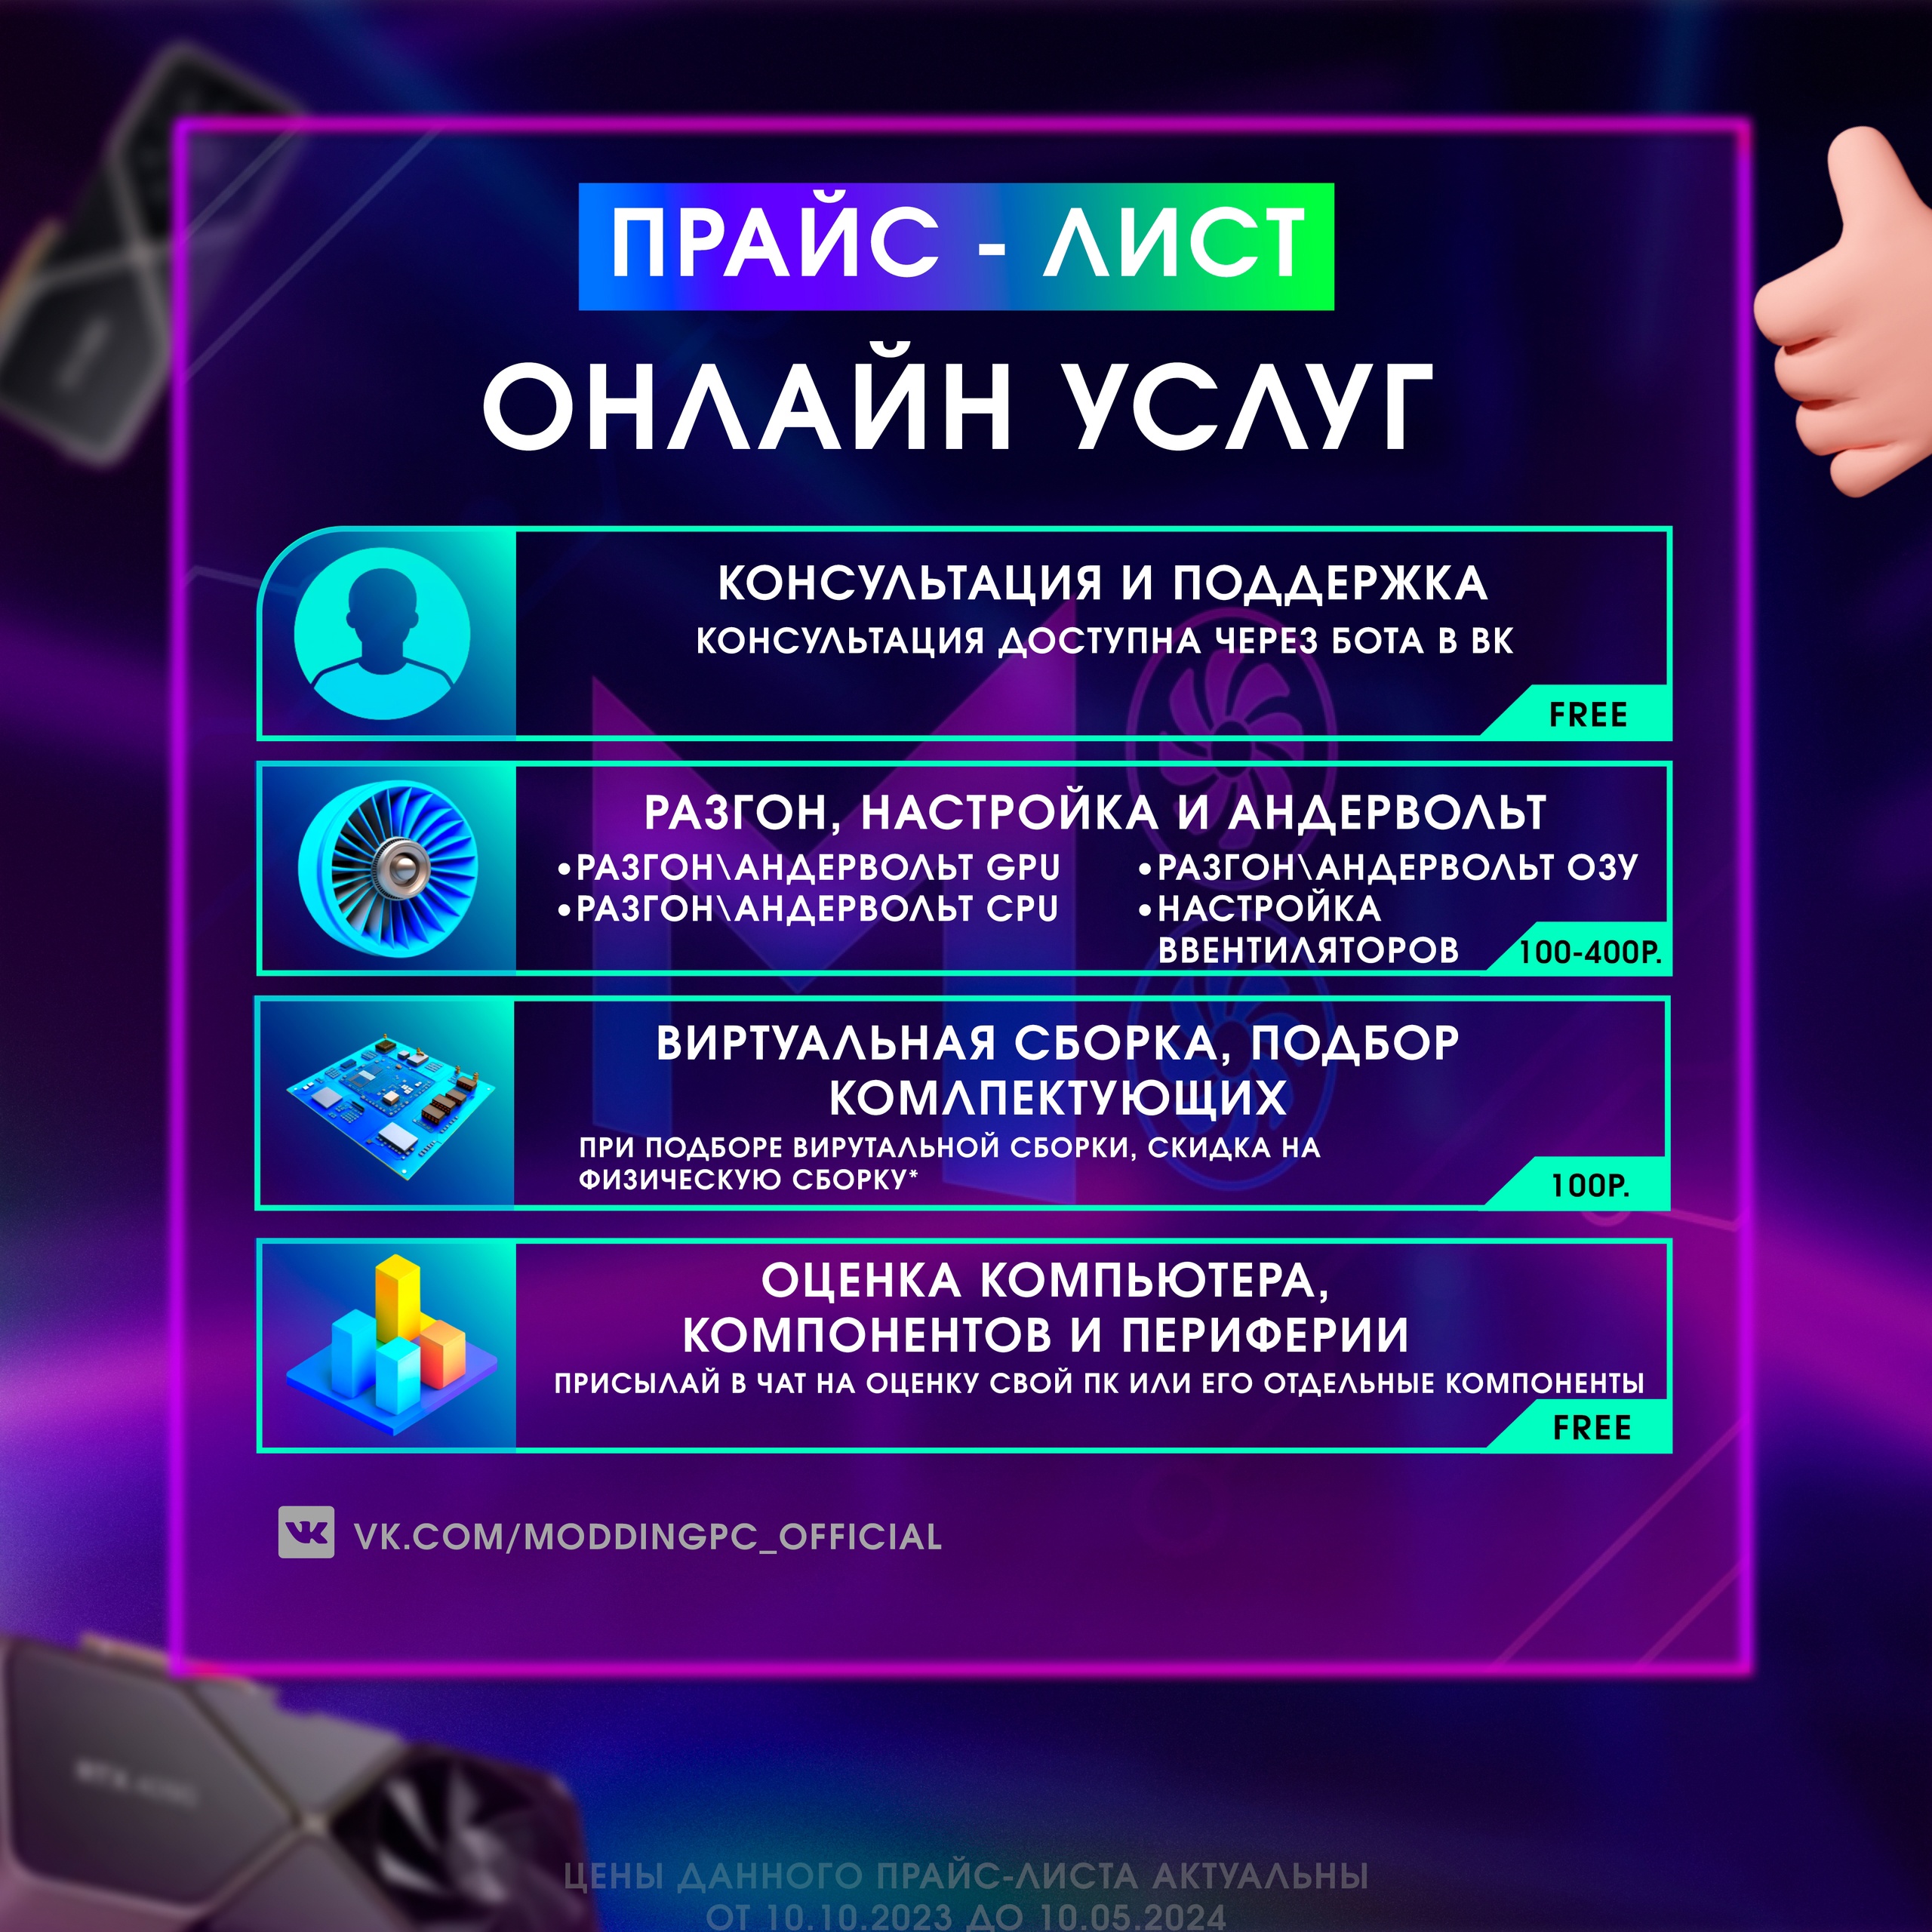 ПРАЙС - ЛИСТ
ОНЛАЙН УСЛУГ
КОНСУЛЬТАЦИЯ И ПОДДЕРЖКА
КОНСУЛЬТАЦИЯ ДОСТУПНА ЧЕРЕЗ БОТА В ВК
FREE
РАЗГОН, НАСТРОЙКА И АНДЕРВОЛЬТ
•РАЗГОН\АНДЕРВОЛЬТ GPU
•РАЗГОН\АНДЕРВОЛЬТ CPU
•РАЗГОН\АНДЕРВОЛЬТ ОЗУ
•НАСТРОЙКА
ВВЕНТИЛЯТОРОВ
100-400Р.
ВИРТУАЛЬНАЯ СБОРКА, ПОДБОР
КОМЛПЕКТУЮЩИХ
ПРИ ПОДБОРЕ ВИРУТАЛЬНОЙ СБОРКИ, СКИДКА НА
ФИЗИЧЕСКУЮ СБОРКУ*
100Р.
ОЦЕНКА КОМПЬЮТЕРА,
КОМПОНЕНТОВ И ПЕРИФЕРИИ
ПРИСЫЛАЙ В ЧАТ НА ОЦЕНКУ СВОЙ ПК ИЛИ ЕГО ОТДЕЛЬНЫЕ КОМПОНЕНТЫ
FREE
VK.COM/MODDINGPC_OFFICIAL
ЦЕНЫ ДАННОГО ПРАЙС-ЛИСТА АКТУАЛЬНЫ
ОТ 10.10.2023 ДО 10.05.2024